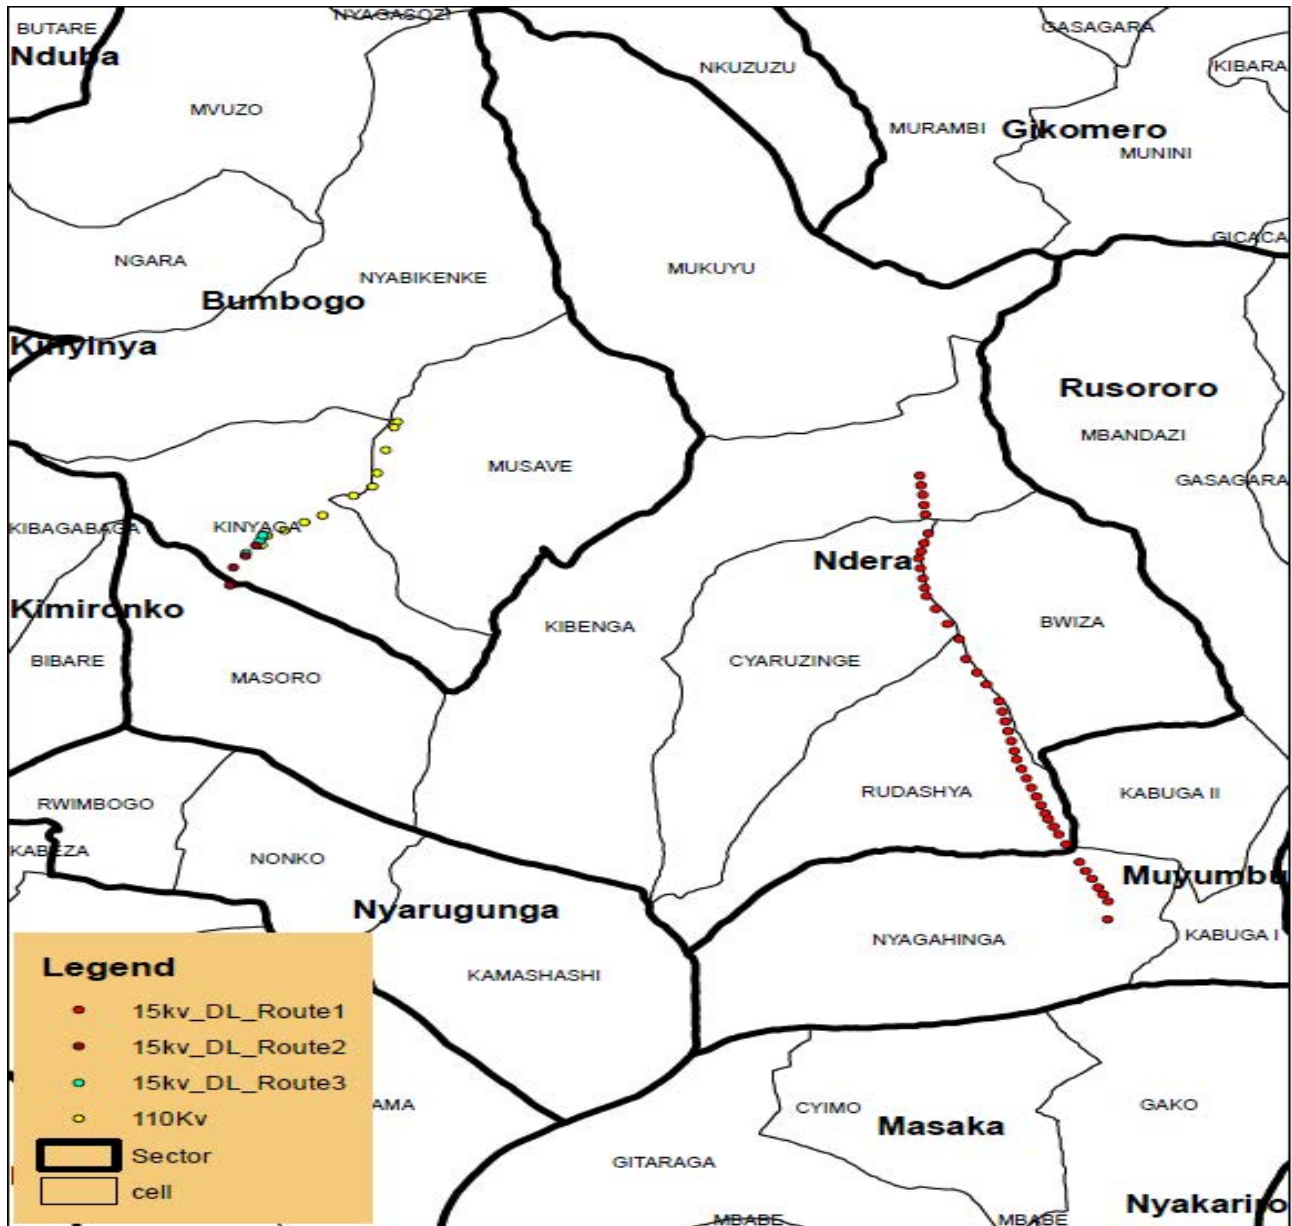 NYAGASOZI
BUTARE
GASAGARA
Nduba
NKUZUZU
KIBARA
MVUZO
MURAMBI
Gikomero
MUNINI
GICACA
NGARA
MUKUYU
NYABIKENKE
Bumbogo
Kinyinya
Rusororo
MBANDAZI
MUSAVE
GASAGARA
KIBAGABAGA
KINYAGA
Ndera
Kimironko
KIBENGA
BWIZA
BIBARE
CYARUZINGE
MASORO
RWIMBOGO
RUDASHYA
KABUGA II
KABEZA
NONKO
Muyumbu
Nyarugunga
NYAGAHINGA
KABUGA I
KAMASHASHI
Legend
15kv_DL_Route1
15kv_DL_Route2
15kv_DL_Route3
110Kv
Sector
cell
AMA
CYIMO
GAKO
Masaka
GITARAGA
Nyakariro
MBABE
MBABE